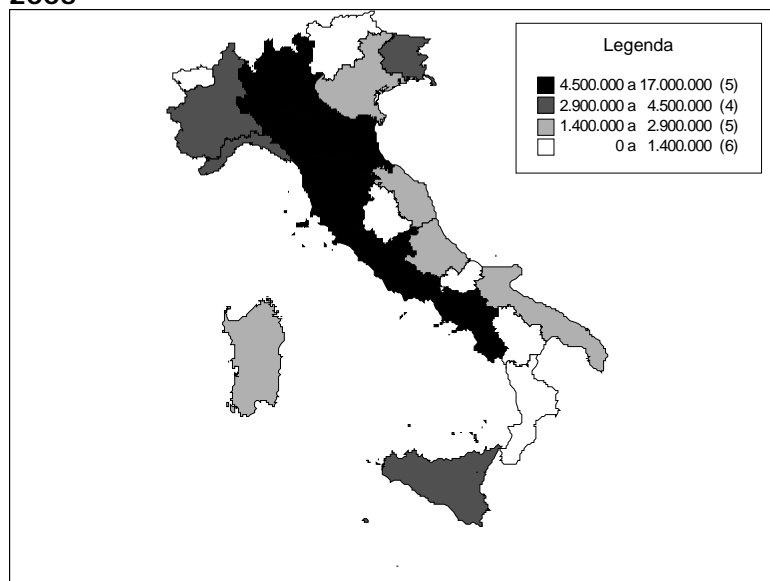 Legenda
4.500.000 a 17.000.000 (5)
2.900.000 a 4.500.000 (4)
1.400.000 a 2.900.000 (5)
0 a 1.400.000 (6)